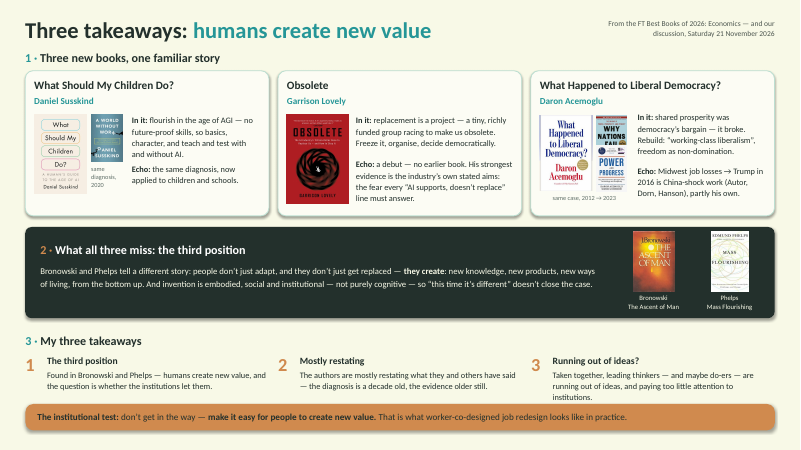 Three takeaways: humans create new value
From the FT Best Books of 2026: Economics — and our
discussion, Saturday 21 November 2026
1 · Three new books, one familiar story
What Should My Children Do?
Daniel Susskind
What
Should My
Children
Do?
Daniel Susskind
A WORLD
WITHOUT
WORK
DANIEL
SUSSKIND
same
diagnosis,
2020
In it: flourish in the age of AGI — no
future-proof skills, so basics,
character, and teach and test with
and without AI.
Echo: the same diagnosis, now
applied to children and schools.
Obsolete
Garrison Lovely
OBSOLETE
GARRISON LOVELY
In it: replacement is a project — a tiny, richly
funded group racing to make us obsolete.
Freeze it, organise, decide democratically.
Echo: a debut — no earlier book. His strongest
evidence is the industry's own stated aims:
the fear every "AI supports, doesn't replace"
line must answer.
What Happened to Liberal Democracy?
Daron Acemoglu
What
Happened
to Liberal
Democracy?
Daron
Acemoglu
WHY
NATIONS
FAIL
POWER
PROGRESS
same case, 2012 → 2023
In it: shared prosperity was
democracy's bargain — it broke.
Rebuild: "working-class liberalism",
freedom as non-domination.
Echo: Midwest job losses → Trump in
2016 is China-shock work (Autor,
Dorn, Hanson), partly his own.
2 · What all three miss: the third position
Bronowski and Phelps tell a different story: people don't just adapt, and they don't just get replaced — they create: new knowledge, new products, new ways
of living, from the bottom up. And invention is embodied, social and institutional — not purely cognitive — so "this time it's different" doesn't close the case.
J Bronowski
THE
ASCENT
OF MAN
Bronowski
The Ascent of Man
EDMUND PHELPS
MASS
FLOURISHING
Phelps
Mass Flourishing
3 · My three takeaways
1
The third position
Found in Bronowski and Phelps — humans create new value, and
the question is whether the institutions let them.
2
Mostly restating
The authors are mostly restating what they and others have said
— the diagnosis is a decade old, the evidence older still.
3
Running out of ideas?
Taken together, leading thinkers — and maybe do-ers — are
running out of ideas, and paying too little attention to
institutions.
The institutional test: don't get in the way — make it easy for people to create new value. That is what worker-co-designed job redesign looks like in practice.